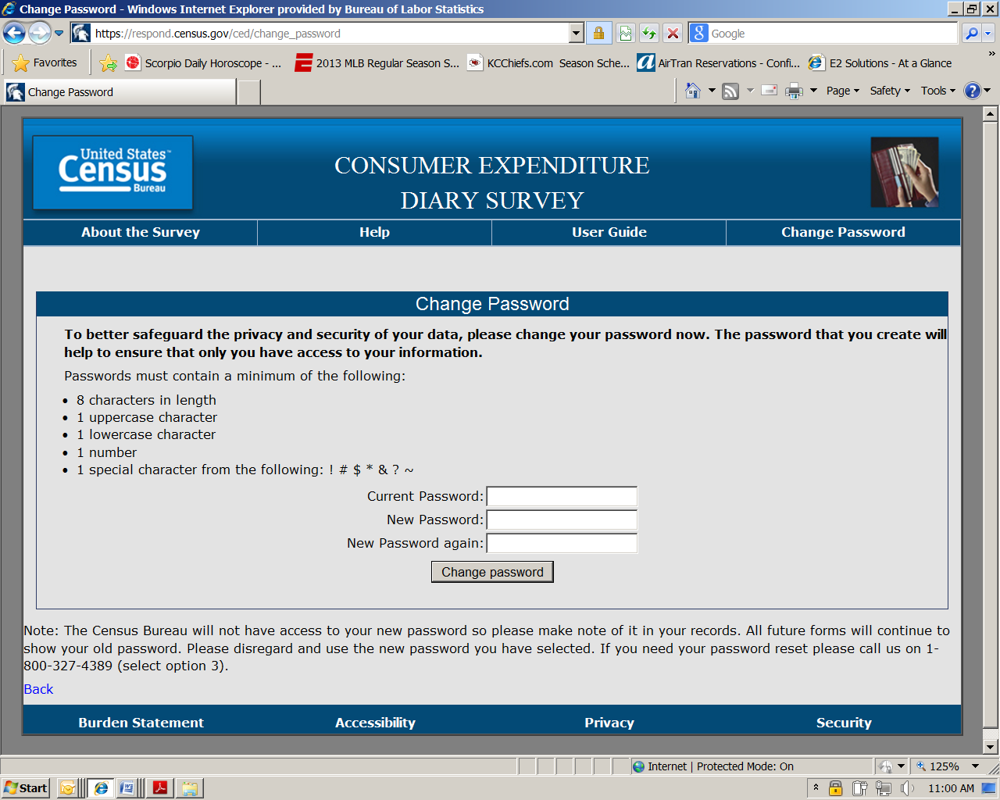 Change Password - Windows Internet Explorer provided by Bureau of Labor Statistics
https://respond.census.gov/ced/change_password
Google
Favorites
Scorpio Daily Horoscope - ...
2013 MLB Regular Season S...
KCChiefs.com Season Sche...
AirTran Reservations - Confi...
E2 Solutions - At a Glance
Change Password
Page
Safety
Tools
United States™
Census
Bureau
CONSUMER EXPENDITURE
DIARY SURVEY
About the Survey
Help
User Guide
Change Password
Change Password
To better safeguard the privacy and security of your data, please change your password now. The password that you create will
help to ensure that only you have access to your information.
Passwords must contain a minimum of the following:
• 8 characters in length
• 1 uppercase character
• 1 lowercase character
• 1 number
• 1 special character from the following: ! # $ * & ? ~
Current Password:
New Password:
New Password again:
Change password
Note: The Census Bureau will not have access to your new password so please make note of it in your records. All future forms will continue to
show your old password. Please disregard and use the new password you have selected. If you need your password reset please call us on 1-
800-327-4389 (select option 3).
Back
Burden Statement
Accessibility
Privacy
Security
Internet | Protected Mode: On
125%
Start
11:00 AM